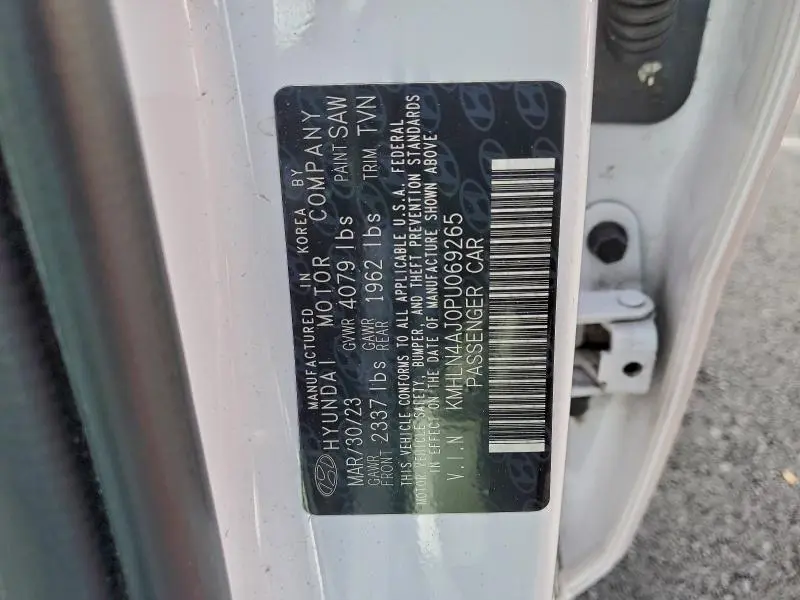 MANUFACTURED IN KOREA BY
HYUNDAI MOTOR COMPANY
MAR/30/23 GVWR 4079 lbs PAINT SAW
GAWR FRONT 2337 lbs GAWR REAR 1962 lbs TRIM TVN
THIS VEHICLE CONFORMS TO ALL APPLICABLE U.S.A. FEDERAL
MOTOR VEHICLE SAFETY, BUMPER, AND THEFT PREVENTION STANDARDS
IN EFFECT ON THE DATE OF MANUFACTURE SHOWN ABOVE
V.I.N KMHLN4AJ0PU069265
PASSENGER CAR